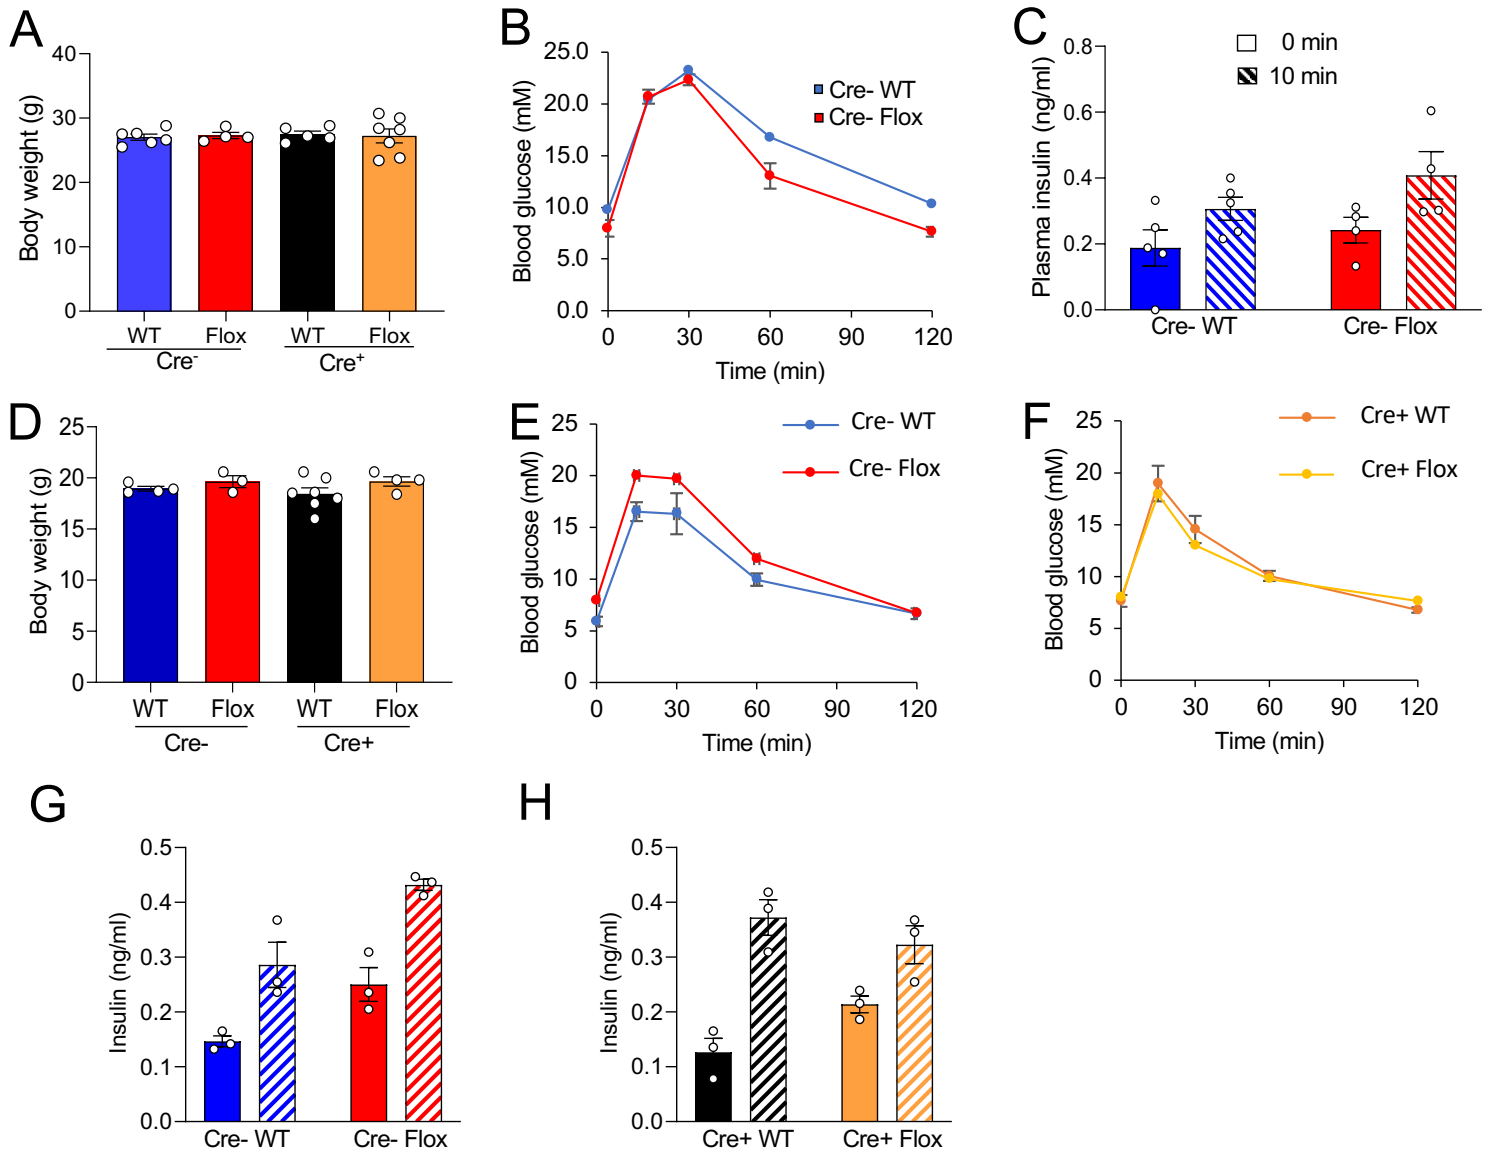 A
Body weight (g)
40
30
20
10
0
WT
Flox
WT
Flox
Cre-
Cre+
B
Blood glucose (mM)
25.0
20.0
15.0
10.0
5.0
0.0
0
30
60
90
120
Time (min)
Cre- WT
Cre- Flox
C
Plasma insulin (ng/ml)
0.8
0.6
0.4
0.2
0.0
0 min
10 min
Cre- WT
Cre- Flox
D
Body weight (g)
25
20
15
10
5
0
WT
Flox
WT
Flox
Cre-
Cre+
E
Blood glucose (mM)
25
20
15
10
5
0
0
30
60
90
120
Time (min)
Cre- WT
Cre- Flox
F
Blood glucose (mM)
25
20
15
10
5
0
0
30
60
90
120
Time (min)
Cre+ WT
Cre+ Flox
G
Insulin (ng/ml)
0.5
0.4
0.3
0.2
0.1
0.0
Cre- WT
Cre- Flox
H
Insulin (ng/ml)
0.5
0.4
0.3
0.2
0.1
0.0
Cre+ WT
Cre+ Flox